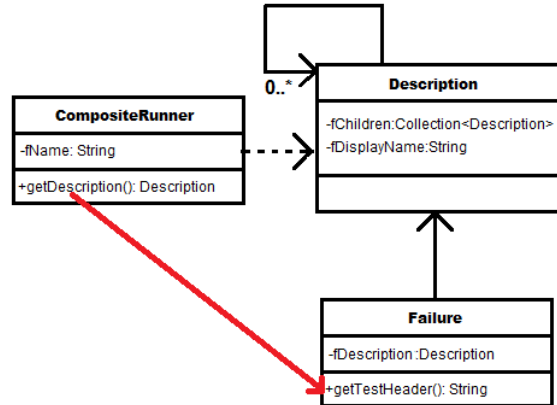 0..*
Description
-fChildren:Collection<Description>
-fDisplayName:String
CompositeRunner
-fName: String
+getDescription(): Description
Failure
-fDescription :Description
+getTestHeader(): String